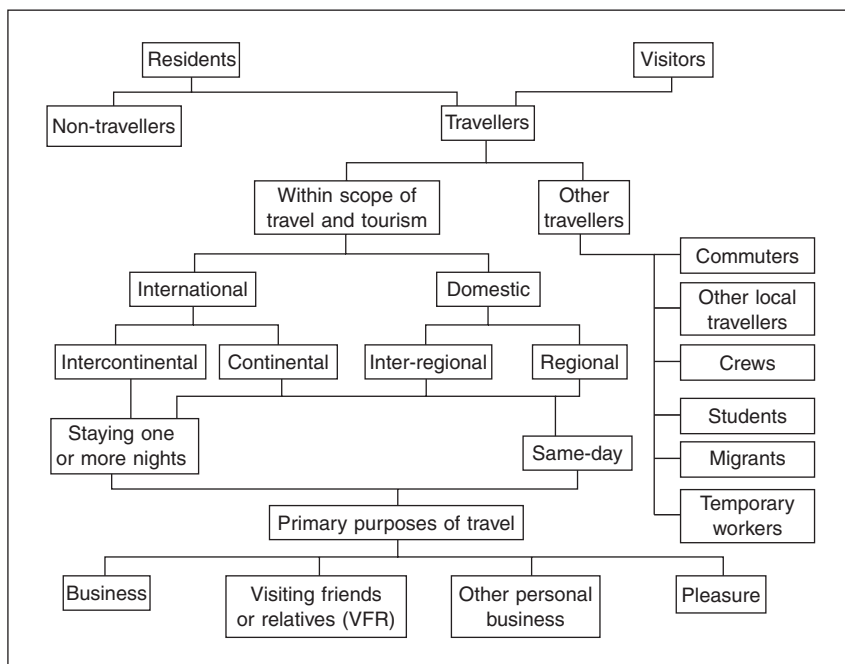 Residents
Visitors
Non-travellers
Travellers
Within scope of
travel and tourism
Other
travellers
Commuters
International
Domestic
Other local
travellers
Intercontinental
Continental
Inter-regional
Regional
Crews
Staying one
or more nights
Same-day
Students
Migrants
Temporary
workers
Primary purposes of travel
Business
Visiting friends
or relatives (VFR)
Other personal
business
Pleasure